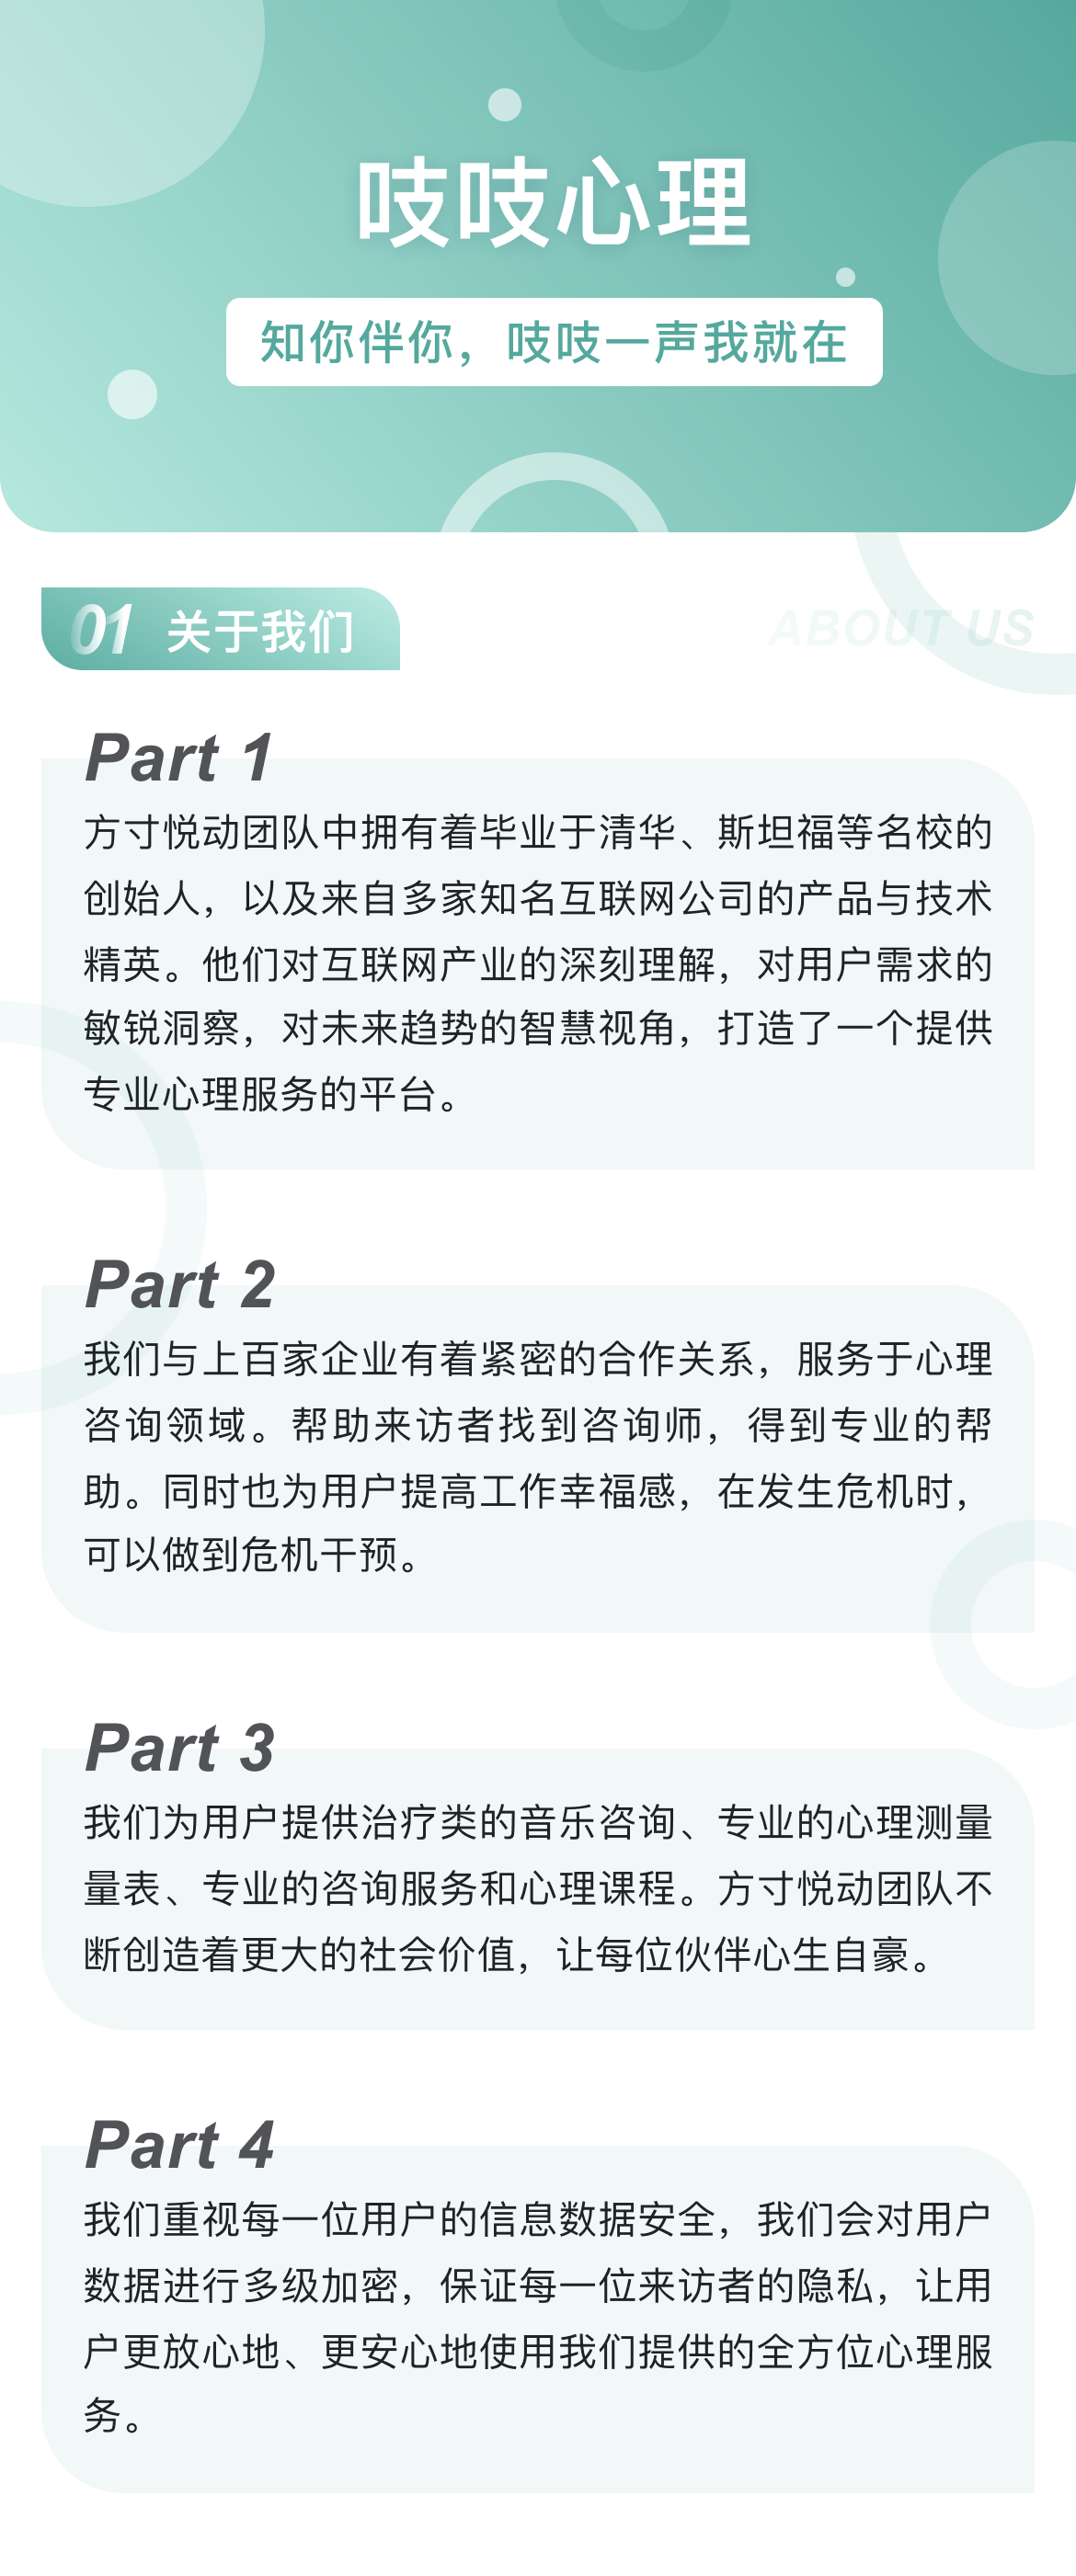 吱吱心理
知你伴你，吱吱一声我就在
01 关于我们
ABOUT US
Part 1
方寸悦动团队中拥有着毕业于清华、斯坦福等名校的
创始人，以及来自多家知名互联网公司的产品与技术
精英。他们对互联网产业的深刻理解，对用户需求的
敏锐洞察，对未来趋势的智慧视角，打造了一个提供
专业心理服务的平台。
Part 2
我们与上百家企业有着紧密的合作关系，服务于心理
咨询领域。帮助来访者找到咨询师，得到专业的帮
助。同时也为用户提高工作幸福感，在发生危机时，
可以做到危机干预。
Part 3
我们为用户提供治疗类的音乐咨询、专业的心理测量
量表、专业的咨询服务和心理课程。方寸悦动团队不
断创造着更大的社会价值，让每位伙伴心生自豪。
Part 4
我们重视每一位用户的信息数据安全，我们会对用户
数据进行多级加密，保证每一位来访者的隐私，让用
户更放心地、更安心地使用我们提供的全方位心理服
务。